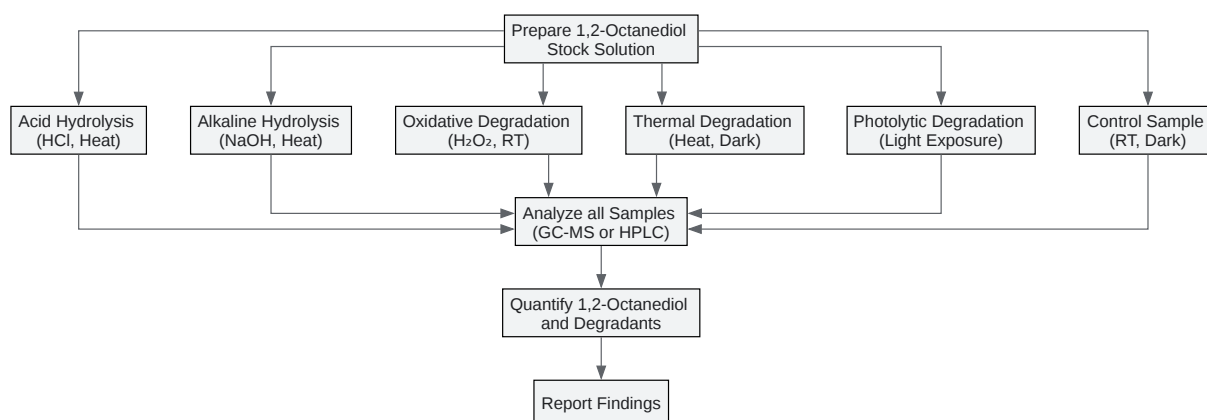 Prepare 1,2-Octanediol
Stock Solution
Acid Hydrolysis
(HCl, Heat)
Alkaline Hydrolysis
(NaOH, Heat)
Oxidative Degradation
(H₂O₂, RT)
Thermal Degradation
(Heat, Dark)
Photolytic Degradation
(Light Exposure)
Control Sample
(RT, Dark)
Analyze all Samples
(GC-MS or HPLC)
Quantify 1,2-Octanediol
and Degradants
Report Findings